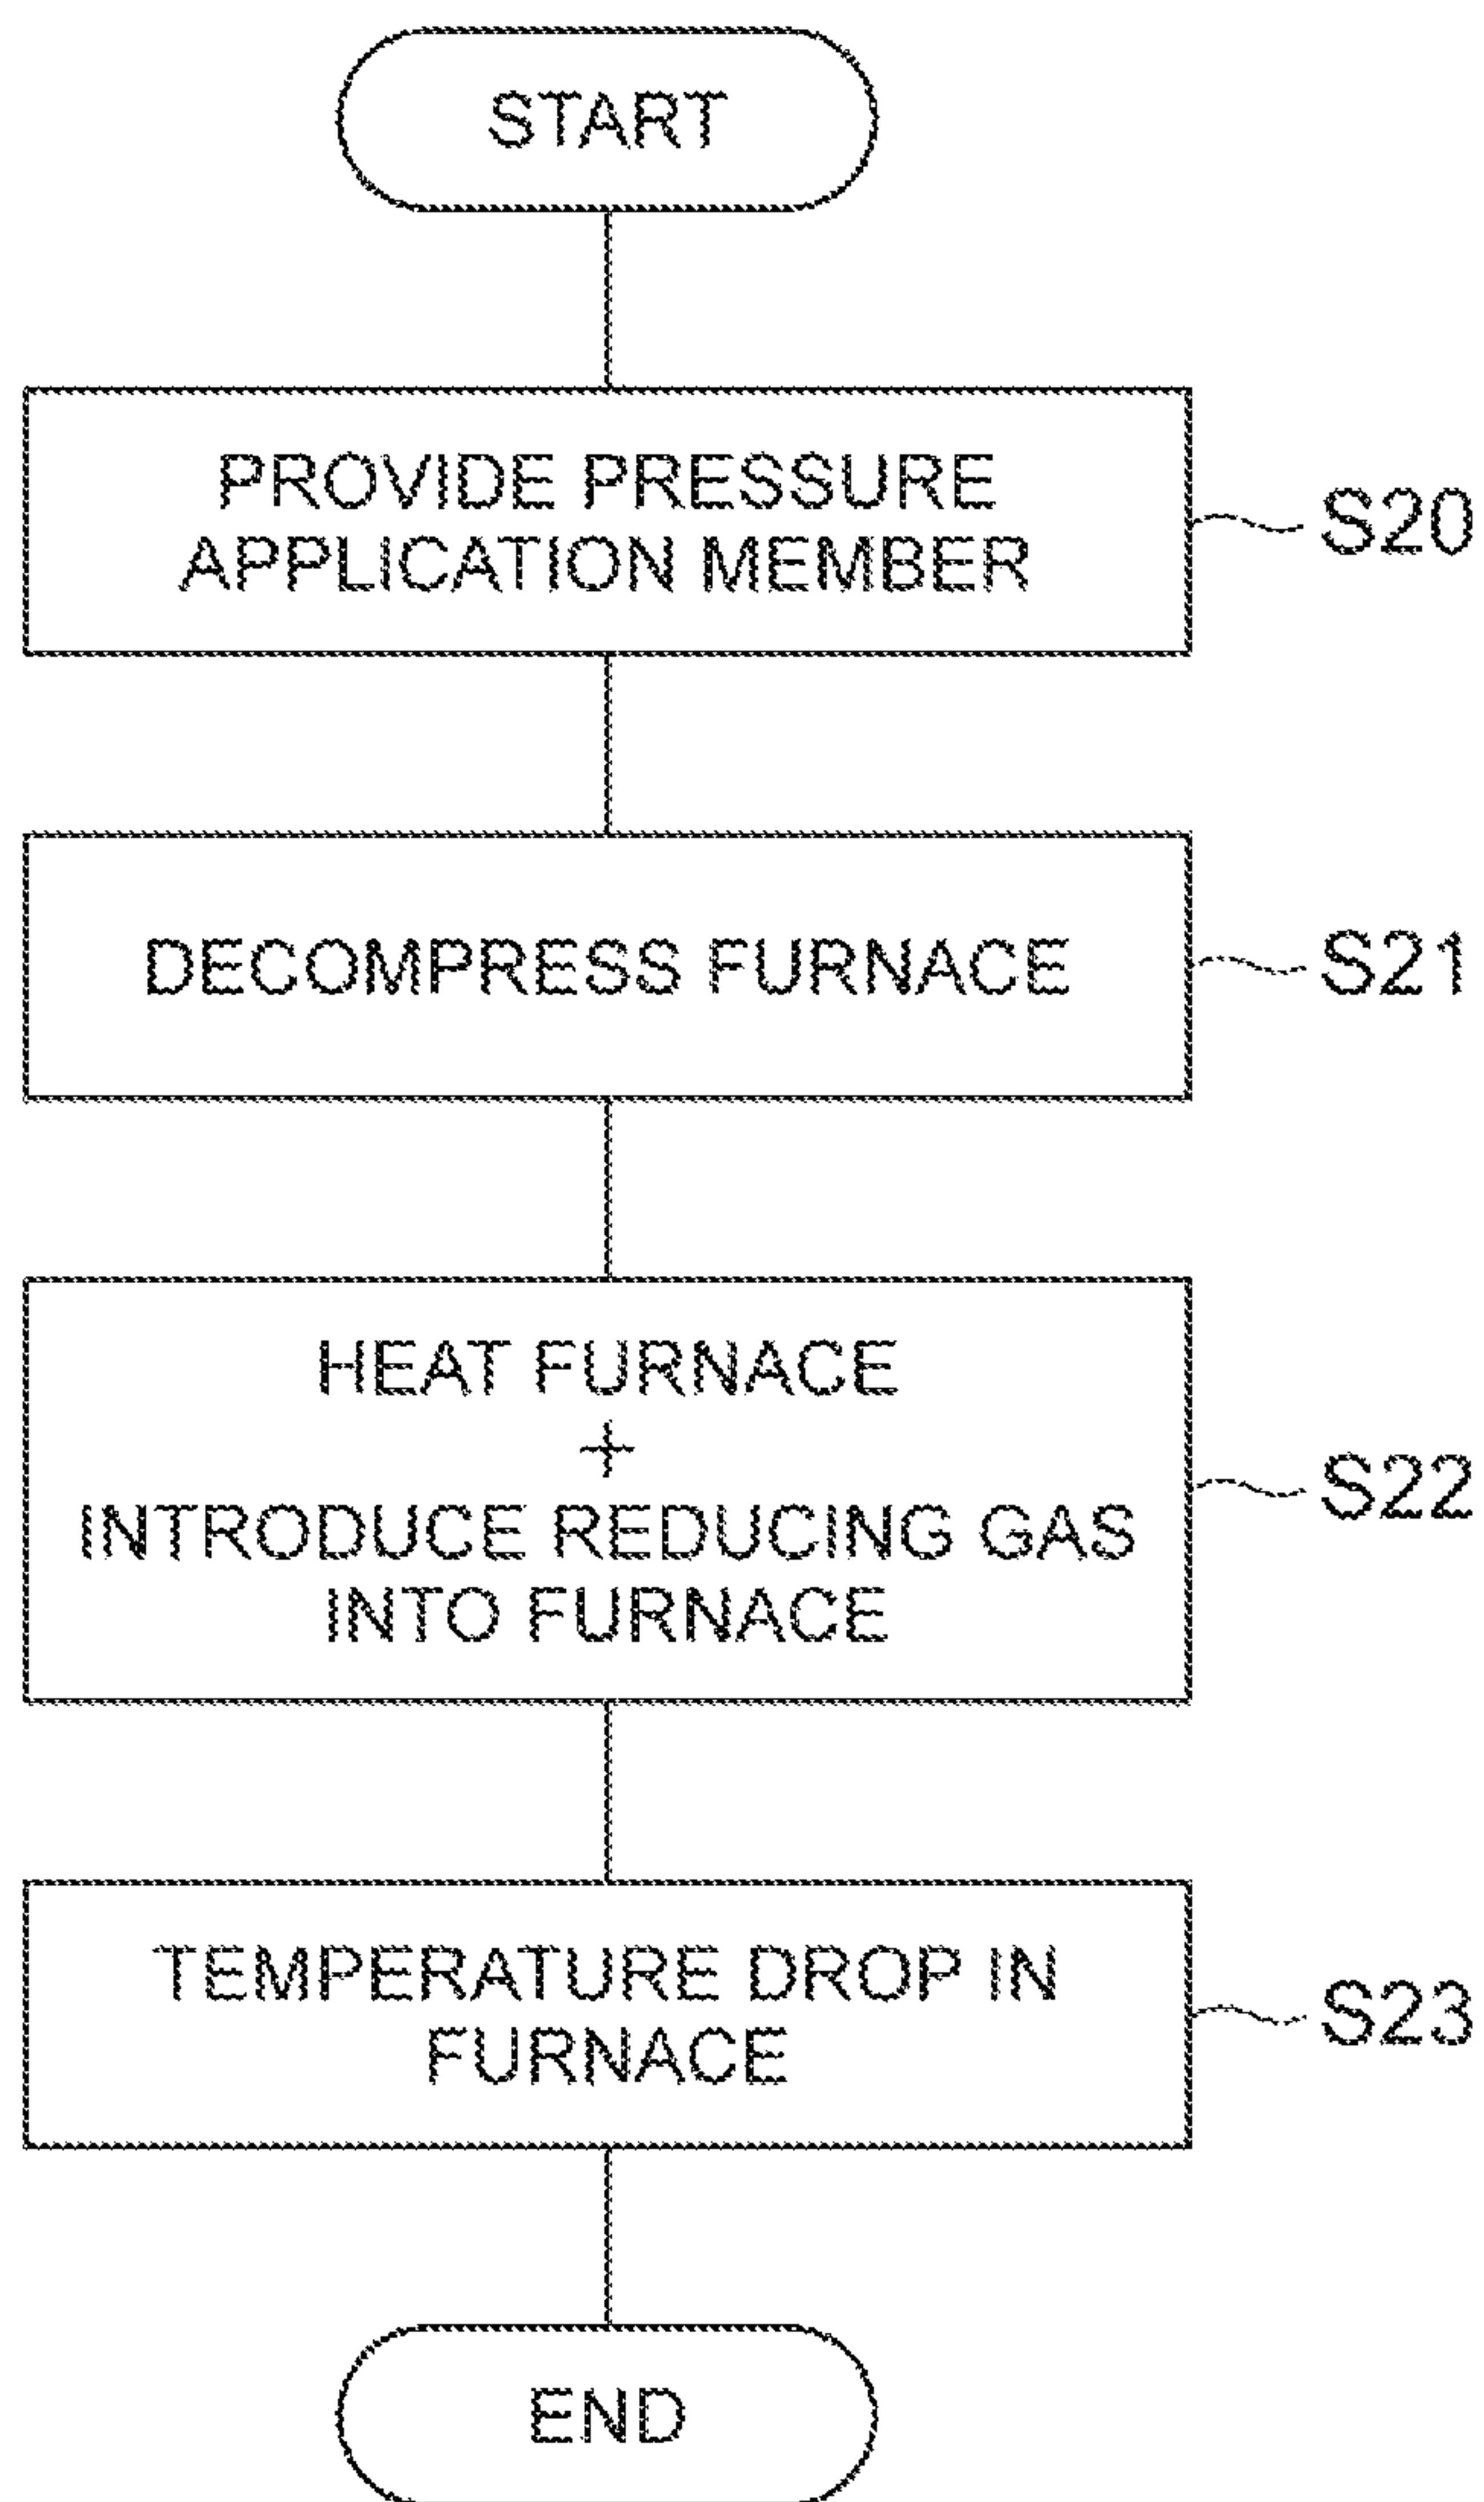 START
PROVIDE PRESSURE
APPLICATION MEMBER
S20
DECOMPRESS FURNACE
S21
HEAT FURNACE
+
INTRODUCE REDUCING GAS
INTO FURNACE
S22
TEMPERATURE DROP IN
FURNACE
S23
END